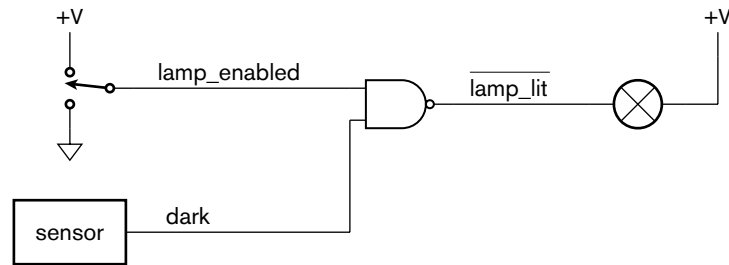 +V
+V
lamp_enabled
lamp_lit
dark
sensor